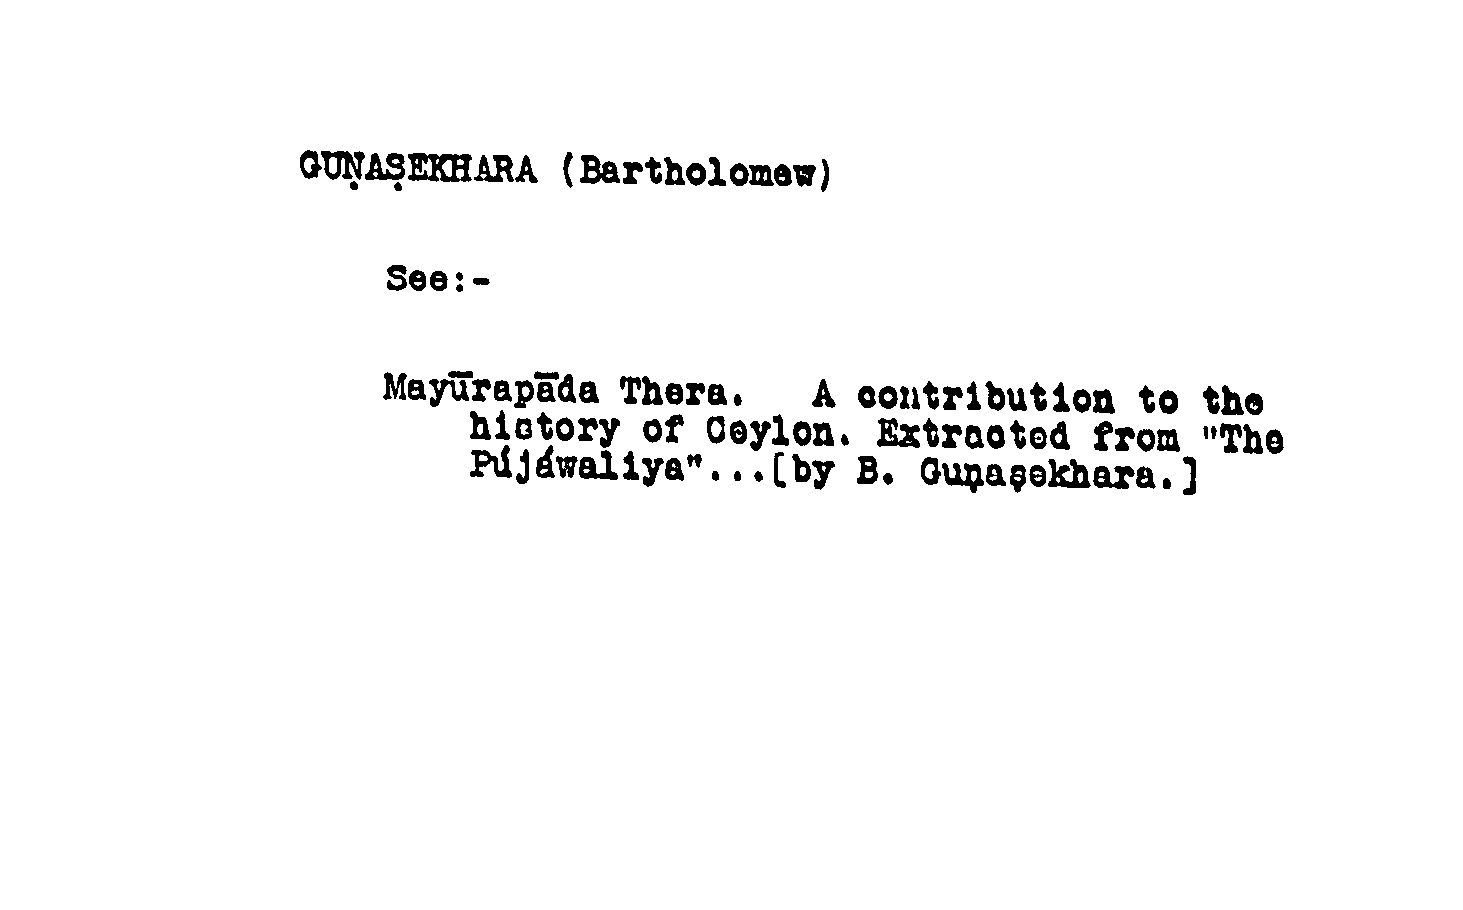 GUṆAṢEKHARA (Bartholomew)
See:-
Mayūrapāda Thera. A contribution to the
history of Ceylon. Extracted from "The
Pújáwaliya"...[by B. Guṇaṣekhara.]